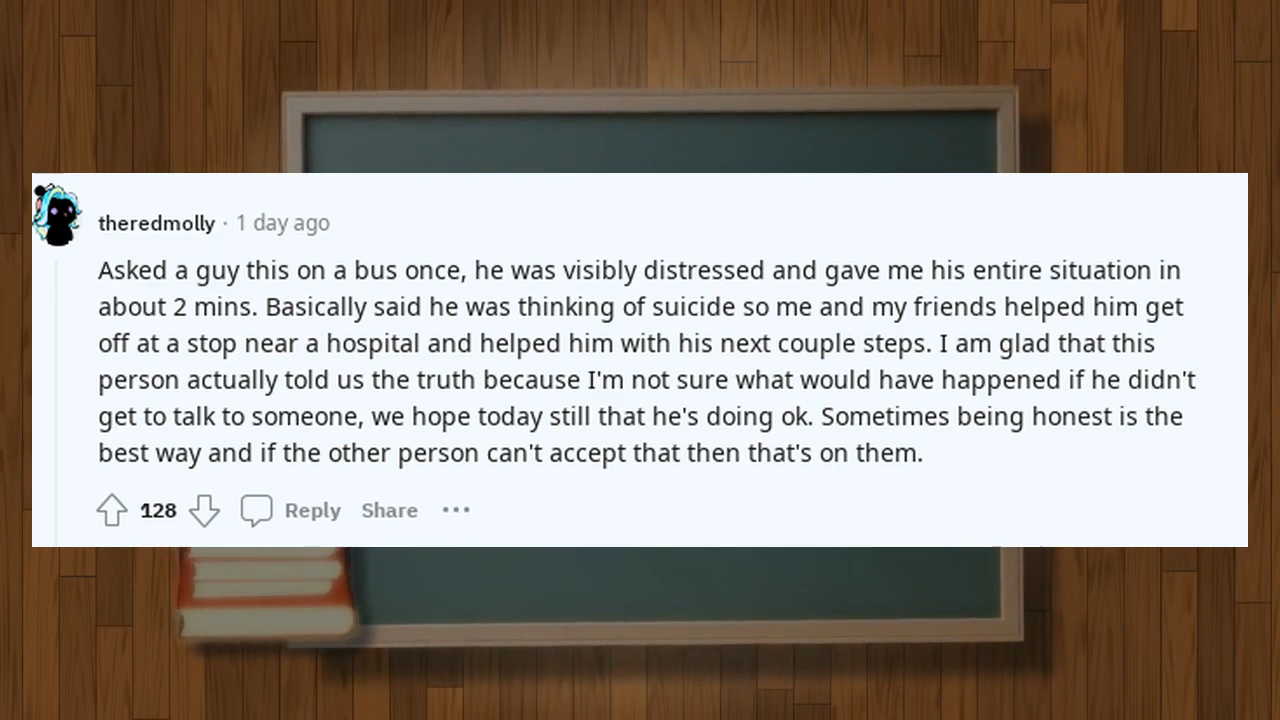 theredmolly · 1 day ago
Asked a guy this on a bus once, he was visibly distressed and gave me his entire situation in
about 2 mins. Basically said he was thinking of suicide so me and my friends helped him get
off at a stop near a hospital and helped him with his next couple steps. I am glad that this
person actually told us the truth because I'm not sure what would have happened if he didn't
get to talk to someone, we hope today still that he's doing ok. Sometimes being honest is the
best way and if the other person can't accept that then that's on them.
128 Reply Share ···